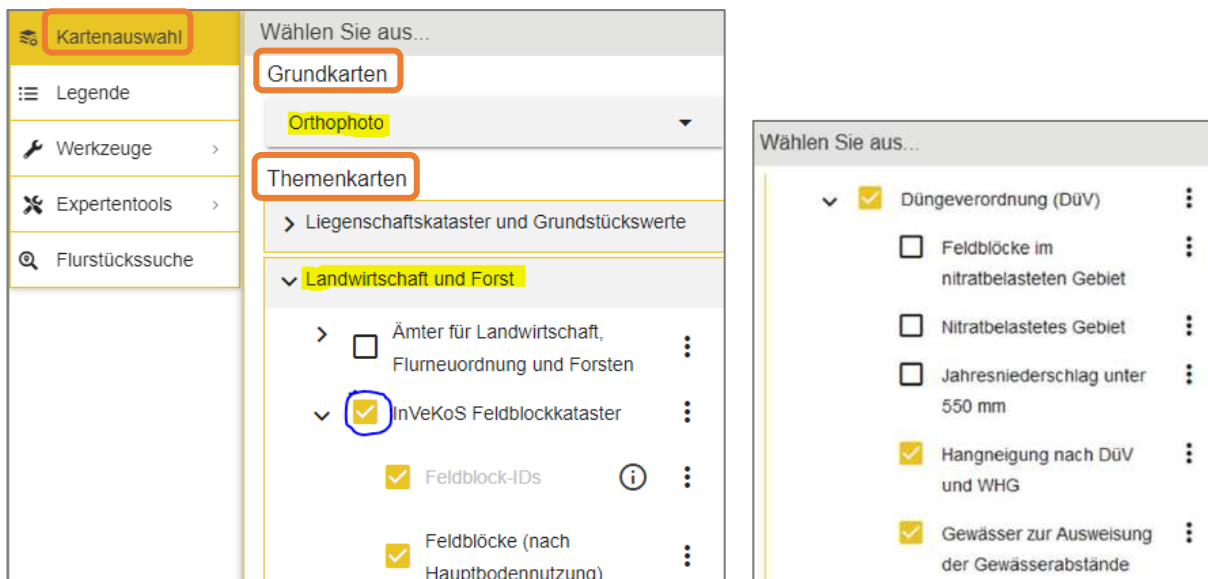 Kartenauswahl
Legende
Werkzeuge
Expertentools
Flurstückssuche
Wählen Sie aus...
Grundkarten
Orthophoto
Themenkarten
Liegenschaftskataster und Grundstückswerte
Landwirtschaft und Forst
Ämter für Landwirtschaft,
Flurneuordnung und Forsten
InVeKoS Feldblockkataster
Feldblock-IDs
Feldblöcke (nach
Hauptbodennutzung)
Wählen Sie aus...
Düngeverordnung (DüV)
Feldblöcke im
nitratbelasteten Gebiet
Nitratbelastetes Gebiet
Jahresniederschlag unter
550 mm
Hangneigung nach DüV
und WHG
Gewässer zur Ausweisung
der Gewässerabstände